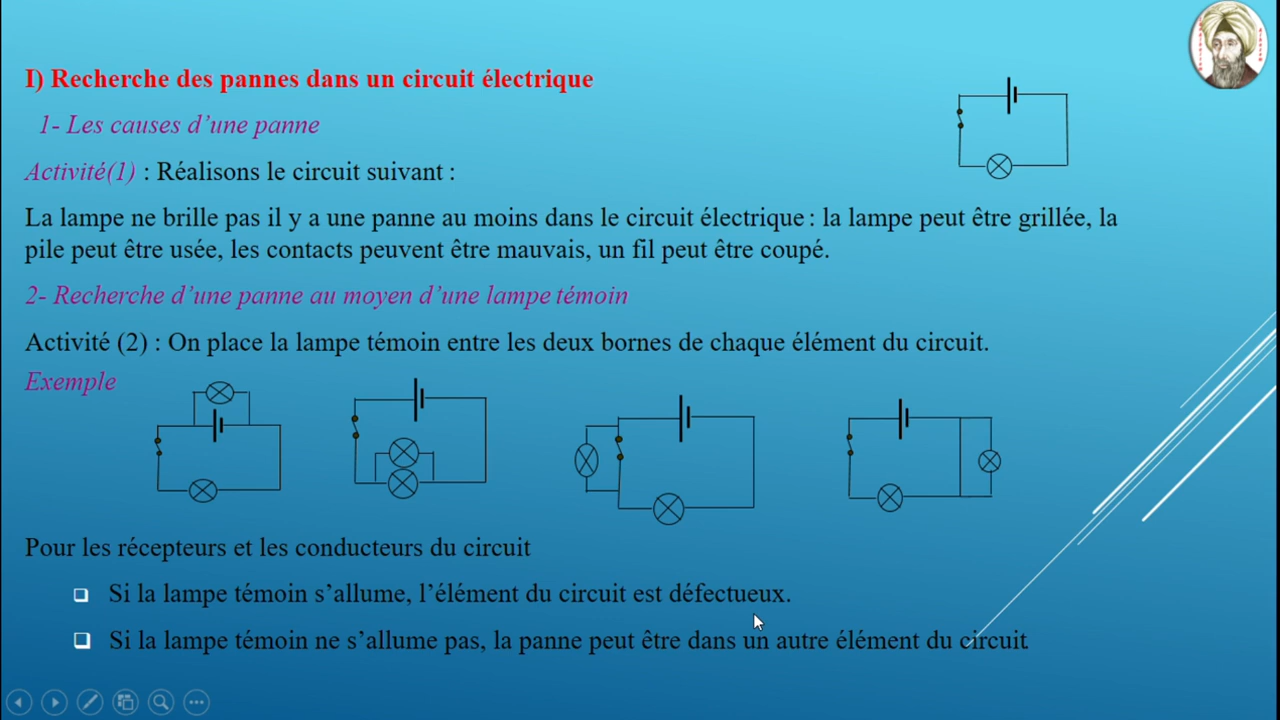 I) Recherche des pannes dans un circuit électrique
1- Les causes d’une panne
Activité(1) : Réalisons le circuit suivant :
La lampe ne brille pas il y a une panne au moins dans le circuit électrique : la lampe peut être grillée, la
pile peut être usée, les contacts peuvent être mauvais, un fil peut être coupé.
2- Recherche d’une panne au moyen d’une lampe témoin
Activité (2) : On place la lampe témoin entre les deux bornes de chaque élément du circuit.
Exemple
Pour les récepteurs et les conducteurs du circuit
Si la lampe témoin s’allume, l’élément du circuit est défectueux.
Si la lampe témoin ne s’allume pas, la panne peut être dans un autre élément du circuit.